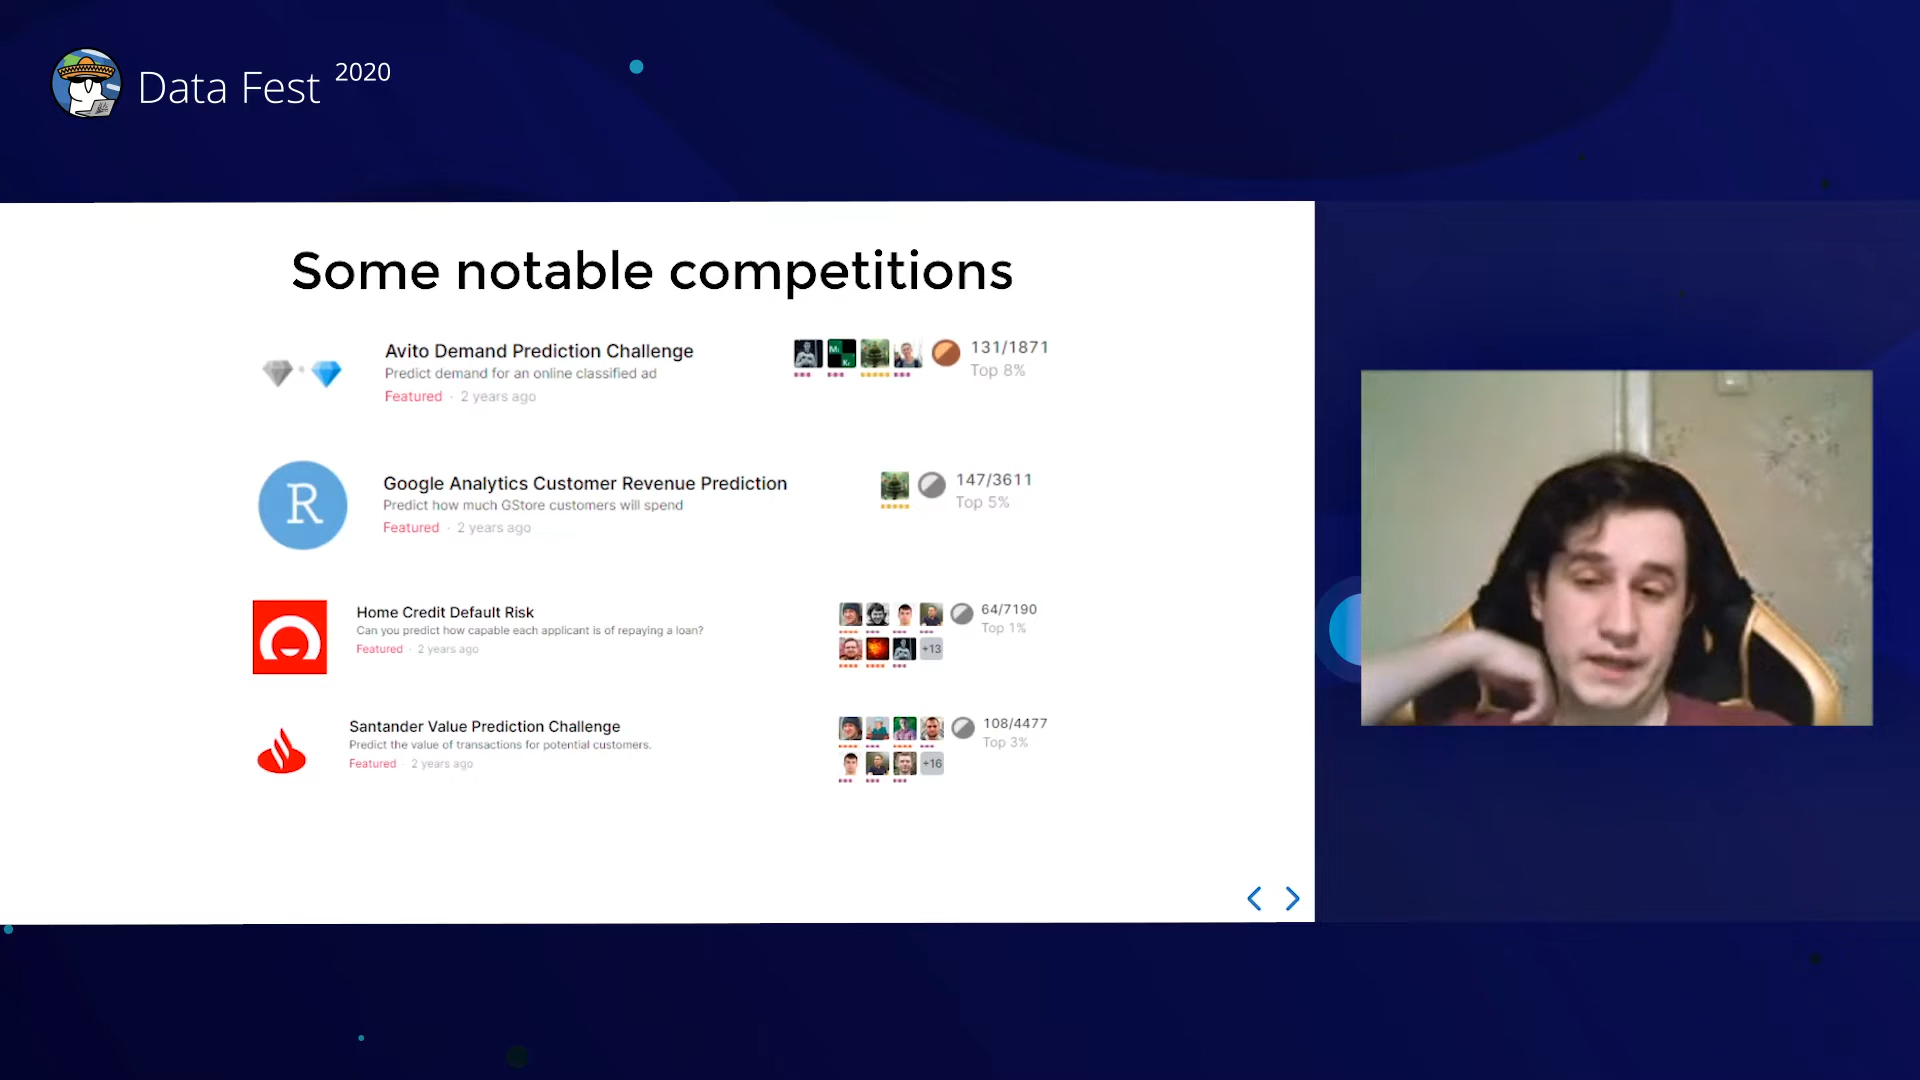 Data Fest 2020
Some notable competitions
Avito Demand Prediction Challenge
Predict demand for an online classified ad
Featured · 2 years ago
131/1871
Top 8%
R
Google Analytics Customer Revenue Prediction
Predict how much GStore customers will spend
Featured · 2 years ago
147/3611
Top 5%
Home Credit Default Risk
Can you predict how capable each applicant is of repaying a loan?
Featured · 2 years ago
64/7190
Top 1%
+13
Santander Value Prediction Challenge
Predict the value of transactions for potential customers.
Featured · 2 years ago
108/4477
Top 3%
+16